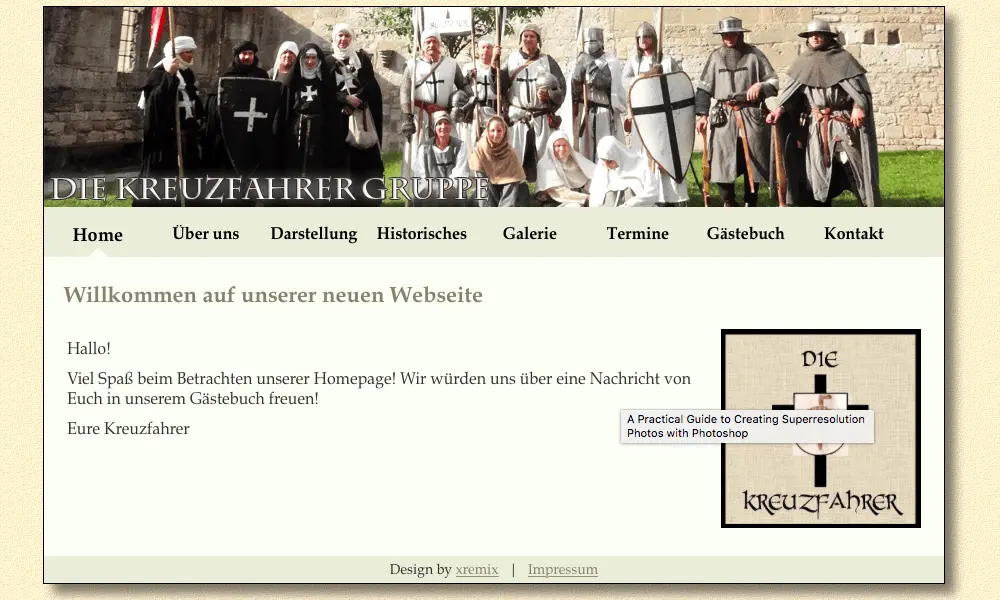 DIE KREUZFAHRER GRUPPE
Home Über uns Darstellung Historisches Galerie Termine Gästebuch Kontakt
Willkommen auf unserer neuen Webseite
Hallo!
Viel Spaß beim Betrachten unserer Homepage! Wir würden uns über eine Nachricht von
Euch in unserem Gästebuch freuen!
Eure Kreuzfahrer
DIE
A Practical Guide to Creating Superresolution
Photos with Photoshop
KREUZFAHRER
Design by xremix | Impressum